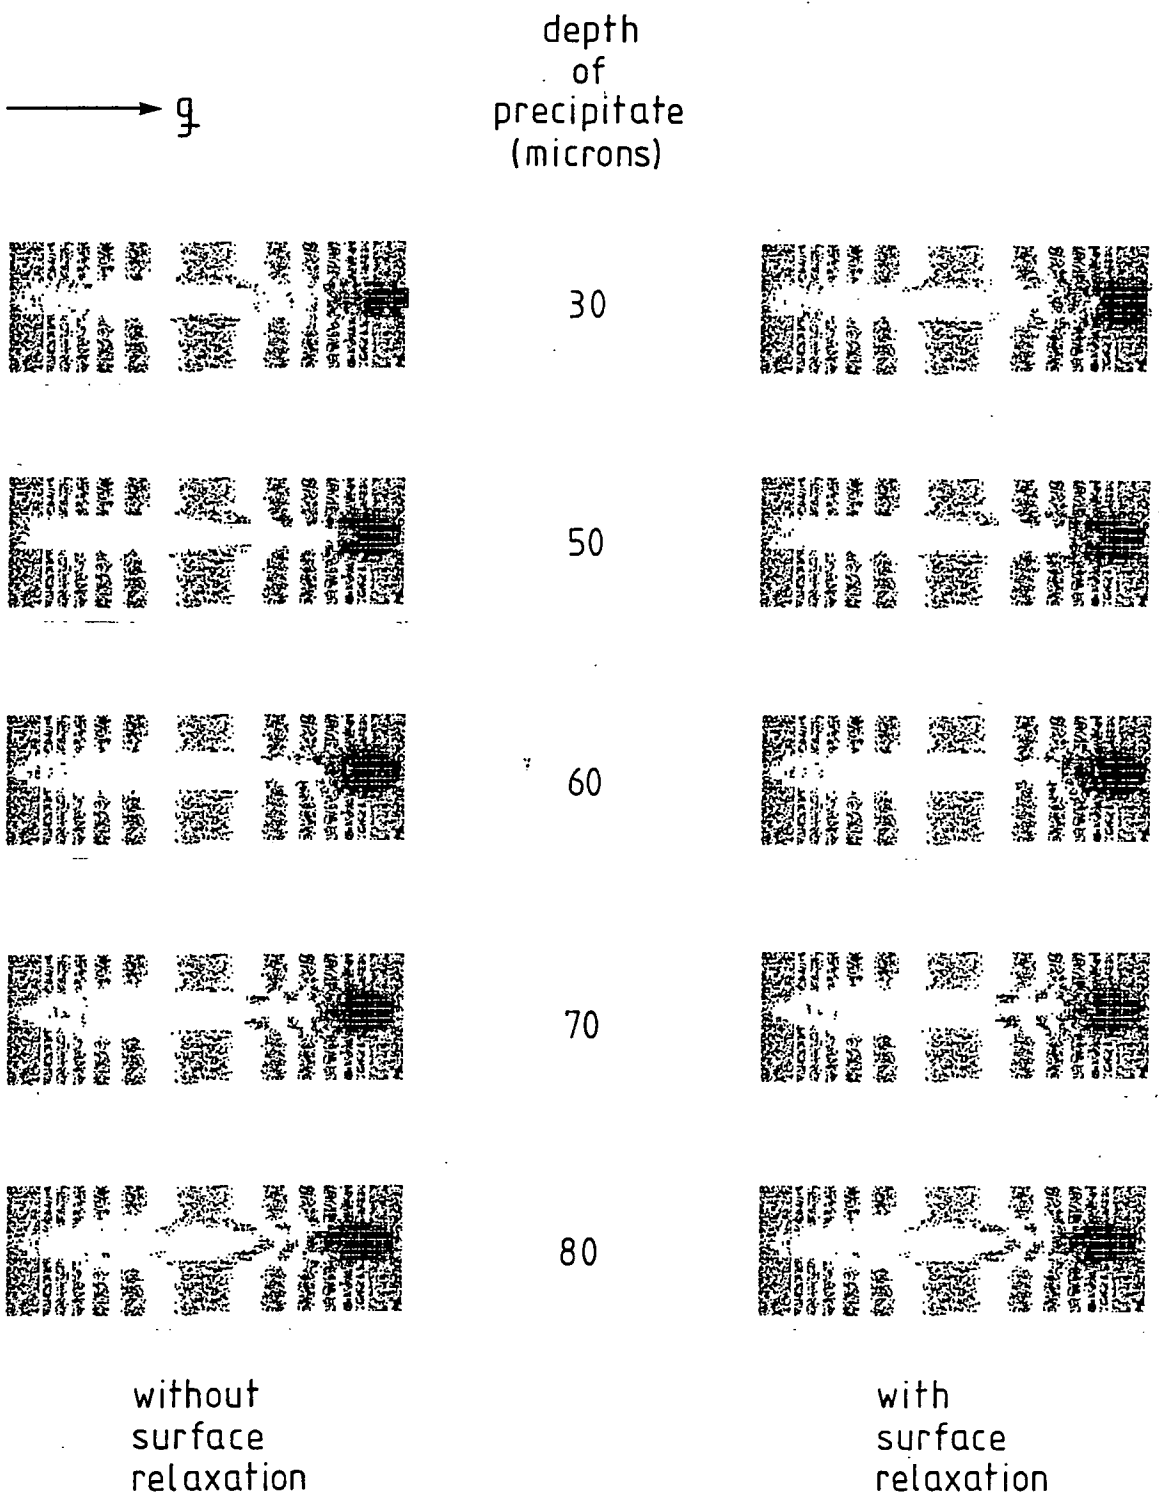 depth
of
precipitate
(microns)
g
30
50
60
70
80
without
surface
relaxation
with
surface
relaxation